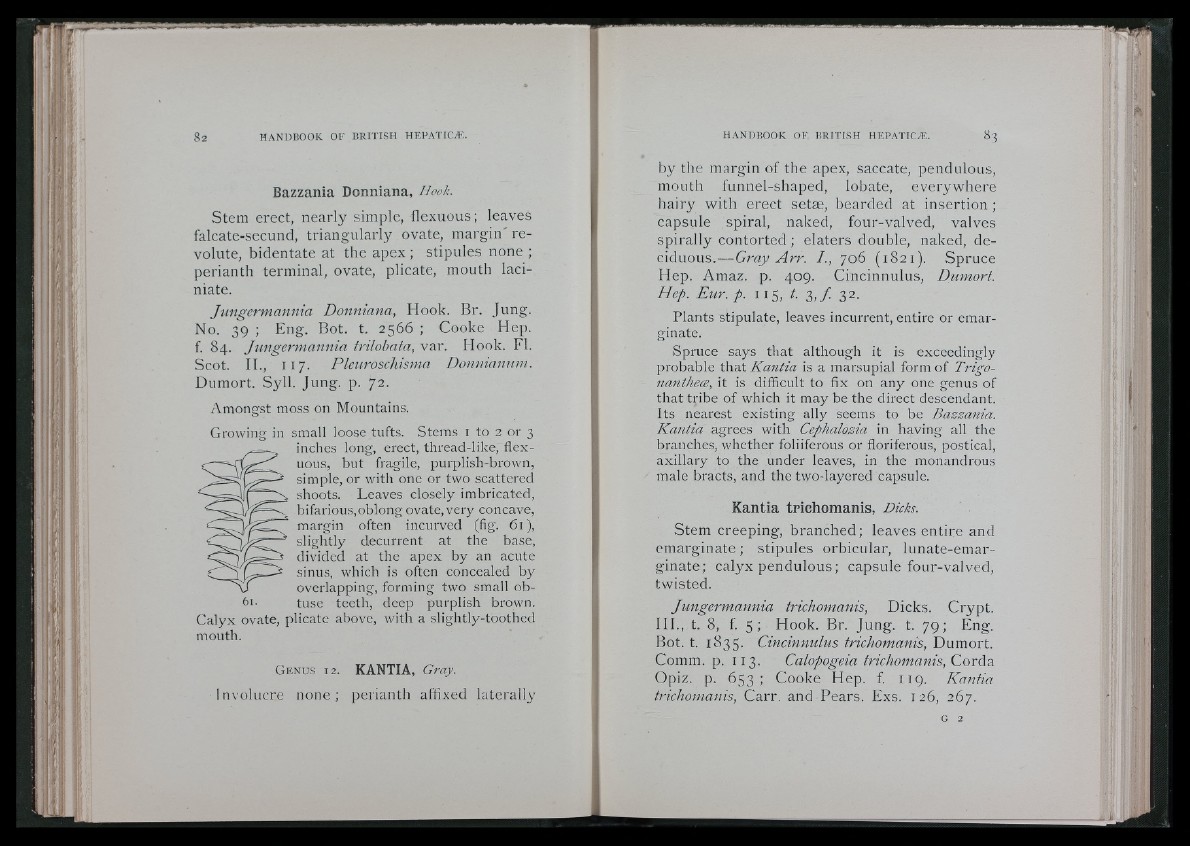 82 HANDBOOK OF BRITISH HEPATICÆ.
Bazzania Donniana, Hook.
Stem erect, nearly simple, flexuous; leaves
falcate-secund, triangularly ovate, margin re-
volute, bidentate at the apex; stipules none;
perianth terminal, ovate, plicate, mouth laci-
niate.
Jungermannia Donniana, Hook. Br. Jung.
No. 39; Eng. Bot. t. 2566; Cooke Hep.
f. 84. Jungermannia trilobata, var. Hook. Fl.
Scot. II., 117. Pleuroschisma Donnianum.
Dumort. Syll. Jung. p. 72.
Amongst moss on Mountains.
Growing in small loose tufts. Stems 1 to 2 or 3
inches long, erect, thread-like, flex-
uous, but fragile, purplish-brown,
simple, or with one or two scattered
shoots. Leaves closely imbricated,
bifarious, oblong ovate, very concave,
margin often incurved (fig. 61),
slightly decurrent at the base,
divided at the apex by an acute
sinus, which is often concealed by
overlapping, forming two small ob-
61. tuse teeth, deep purplish brown.
Calyx ovate, plicate above, with a slightly-toothed
mouth.
GENUS 12. KANTIA, Gray.
Involucre none; perianth affixed laterally
HANDBOOK OF BRITISH HEPATICÆ. 83
by the margin of the apex, saccate, pendulous,
mouth funnel-shaped, lobate, everywhere
hairy with erect setæ, bearded at insertion;
capsule spiral, naked, four-valved, valves
spirally contorted; elaters double, naked, de-
ciduous.—Gray Arr. I., 706 (1821). Spruce
Hep. Amaz. p. 409. Cincinnulus, Dumort.
Hep. Eur. p. 115, t. 3, f. 32.
Plants stipulate, leaves incurrent, entire or emar-
ginate.
Spruce says that although it is exceedingly
probable that Kantia is a marsupial form of Trigo-
nantheæ, it is difficult to fix on any one genus of
that tribe of which it may be the direct descendant.
Its nearest existing ally seems to be Bazzania.
Kantia agrees with Cephalozia in having all the
branches, whether foliiferous or floriferous, postical,
axillary to the under leaves, in the monandrous
male bracts, and the two-layered capsule.
Kantia trichomanis, Dicks.
Stem creeping, branched; leaves entire and
emarginate; stipules orbicular, lunate-emar-
ginate; calyx pendulous; capsule four-valved,
twisted.
Jungermannia trichomanis, Dicks. Crypt.
III., t. 8, f. 5; Hook. Br. Jung. t. 79; Eng.
Bot. t. 1835. Cincinnulus trichomanis, Dumort.
Comm. p. 113. Calopogeia trichomanis, Corda
Opiz. p. 653; Cooke Hep. f. 119. Kantia
trichomanis, Carr. and Pears. Exs. 126, 267.
G 2